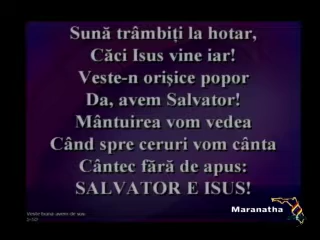 Sună trâmbiți la hotar,
Căci Isus vine iar!
Veste-n orișice popor
Da, avem Salvator!
Mântuirea vom vedea
Când spre ceruri vom cânta
Cântec fără de apus:
SALVATOR E ISUS!
Maranatha